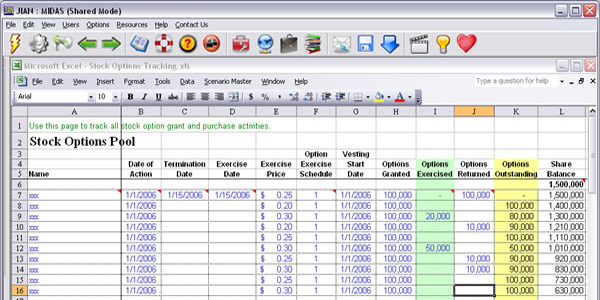 JIAN : MIDAS (Shared Mode)
File Edit View Users Options Resources Help Contact Us
Microsoft Excel - Stock Options Tracking.xls
File Edit View Insert Format Tools Data Scenario Master Window Help Type a question for help
Arial 10 B I U $ % ,
A B C D E F G H I J K L
1 Use this page to track all stock option grant and purchase activities.
2 Stock Options Pool
3 Option Vesting
4 Date of Termination Exercise Exercise Exercise Start Options Options Options Options Share
5 Name Action Date Date Price Schedule Date Granted Exercised Returned Outstanding Balance
6 1,500,000
7 xxx 1/1/2006 1/15/2006 1/15/2006 $ 0.25 1 1/1/2006 100,000 - 100,000 - 1,500,000
8 xxx 1/1/2006 $ 0.20 1 1/1/2006 100,000 100,000 1,400,000
9 xxx 1/1/2006 $ 0.30 1 1/1/2006 100,000 20,000 80,000 1,300,000
10 xxx 1/1/2006 $ 0.20 1 1/1/2006 100,000 10,000 90,000 1,210,000
11 xxx 1/1/2006 $ 0.25 1 1/1/2006 100,000 100,000 1,110,000
12 xxx 1/1/2006 $ 0.30 1 1/1/2006 100,000 50,000 50,000 1,010,000
13 xxx 1/1/2006 $ 0.30 1 1/1/2006 100,000 10,000 90,000 920,000
14 xxx 1/1/2006 $ 0.30 1 1/1/2006 100,000 10,000 90,000 830,000
15 xxx 1/1/2006 $ 0.25 1 1/1/2006 100,000 100,000 730,000
16 xxx 1/1/2006 $ 0.30 1 1/1/2006 100,000 100,000 630,000